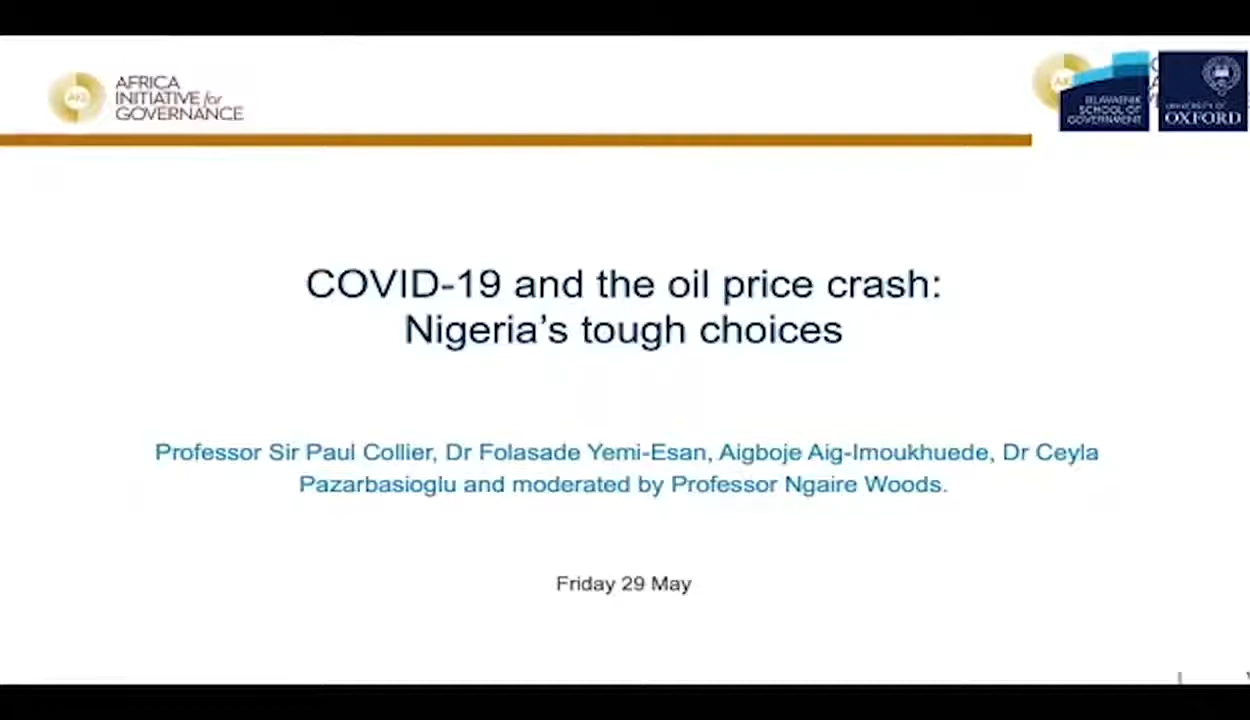 AIG
AFRICA
INITIATIVE for
GOVERNANCE
BLAVATNIK
SCHOOL OF
GOVERNMENT
UNIVERSITY OF
OXFORD
COVID-19 and the oil price crash:
Nigeria's tough choices
Professor Sir Paul Collier, Dr Folasade Yemi-Esan, Aigboje Aig-Imoukhuede, Dr Ceyla
Pazarbasioglu and moderated by Professor Ngaire Woods.
Friday 29 May